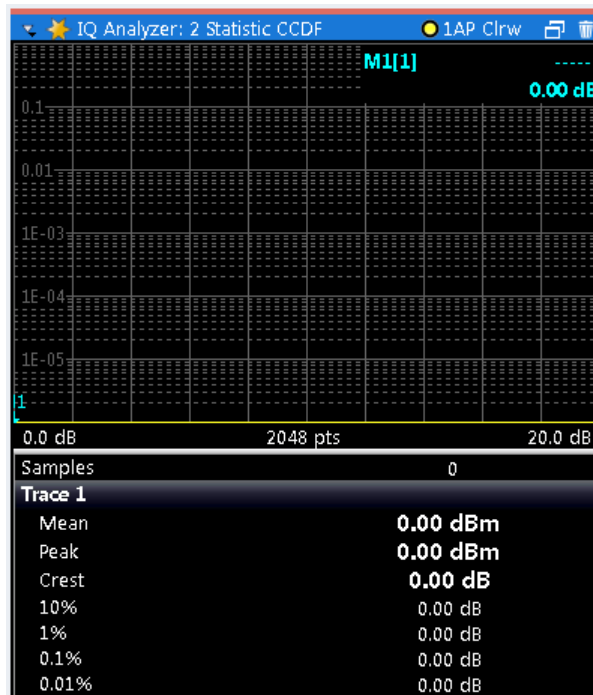 IQ Analyzer: 2 Statistic CCDF 1AP Clrw
M1[1] -----
0.00 dB
0.1
0.01
1E-03
1E-04
1E-05
1
0.0 dB 2048 pts 20.0 dB
Samples 0
Trace 1
Mean 0.00 dBm
Peak 0.00 dBm
Crest 0.00 dB
10% 0.00 dB
1% 0.00 dB
0.1% 0.00 dB
0.01% 0.00 dB